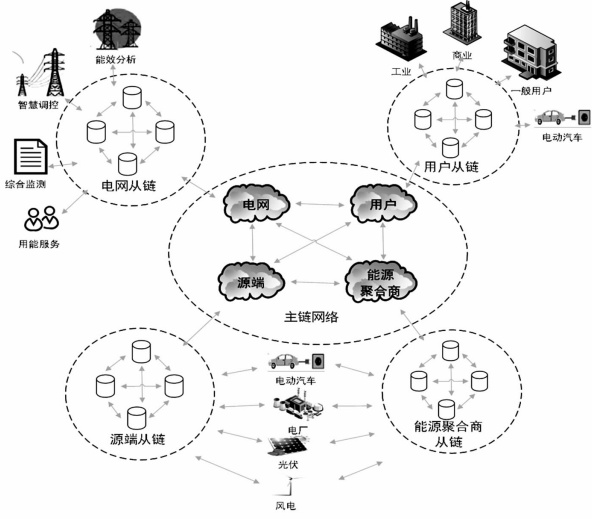 能效分析
智慧调控
综合监测
用能服务
电网从链
工业
商业
一般用户
电动汽车
用户从链
电网
用户
源端
能源
聚合商
主链网络
源端从链
电动汽车
电厂
光伏
风电
能源聚合商
从链